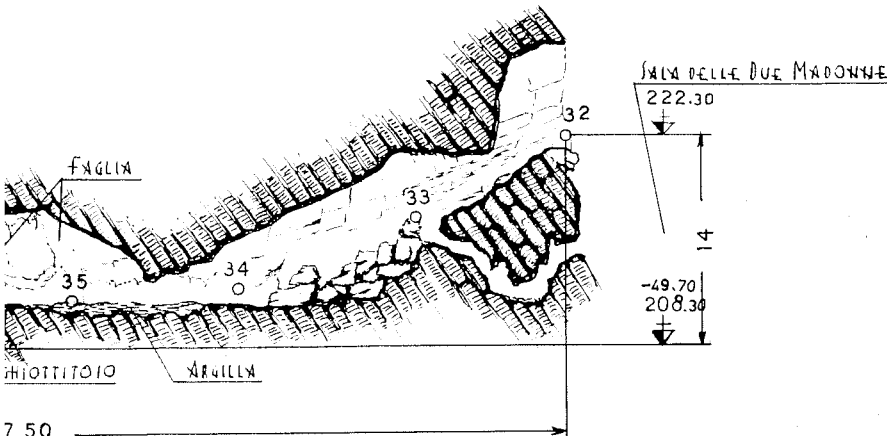 SALA DELLE DUE MADONNE
222.30
32
FAGLIA
33
14
34
35
-49.70
208.30
HIOTTITOIO
ARGILLA
7.50